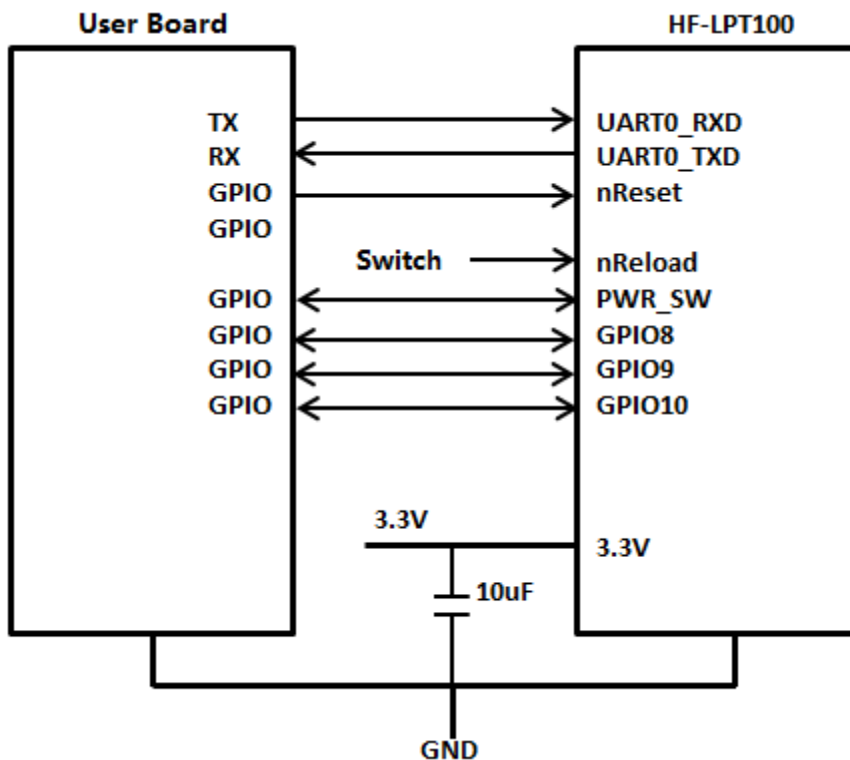 User Board HF-LPT100
TX UART0_RXD
RX UART0_TXD
GPIO nReset
GPIO
Switch nReload
GPIO PWR_SW
GPIO GPIO8
GPIO GPIO9
GPIO GPIO10
3.3V 3.3V
10uF
GND